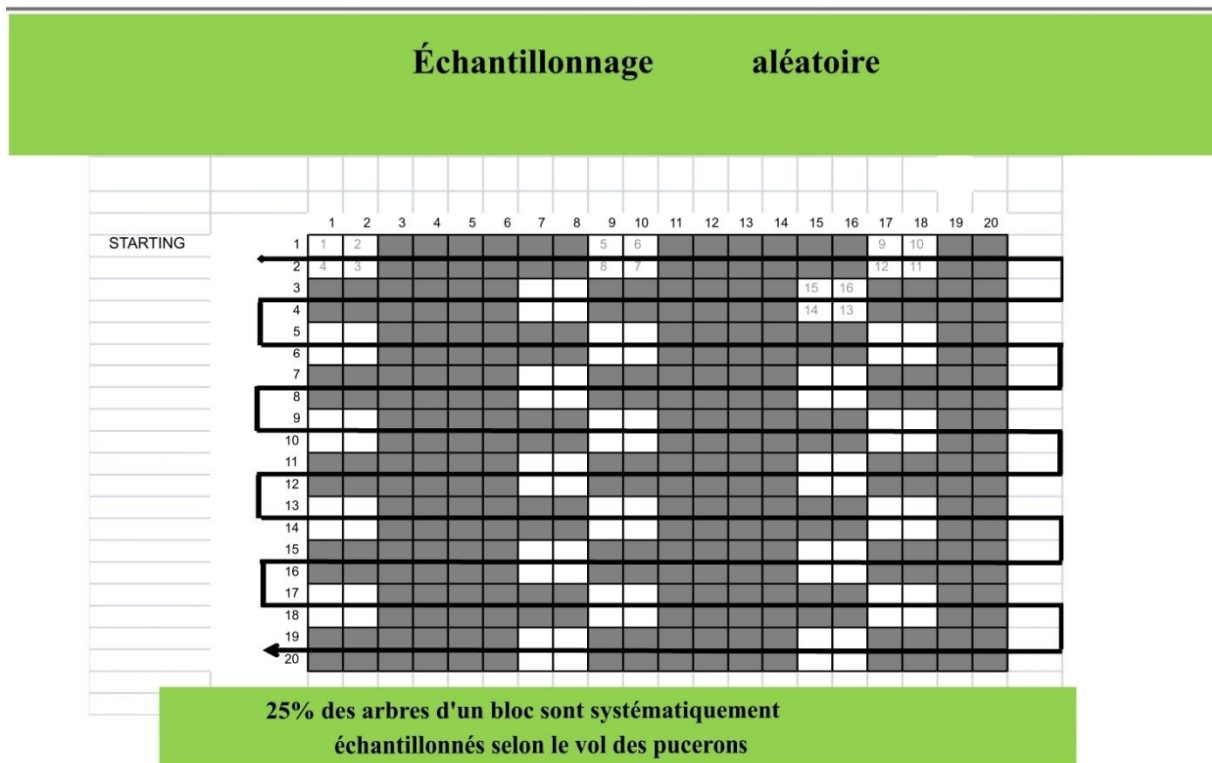 Échantillonnage aléatoire
1 2 3 4 5 6 7 8 9 10 11 12 13 14 15 16 17 18 19 20
STARTING 1 1 2 5 6 9 10
2 4 3 8 7 12 11
3 15 16
4 14 13
5
6
7
8
9
10
11
12
13
14
15
16
17
18
19
20
25% des arbres d'un bloc sont systématiquement
échantillonnés selon le vol des pucerons